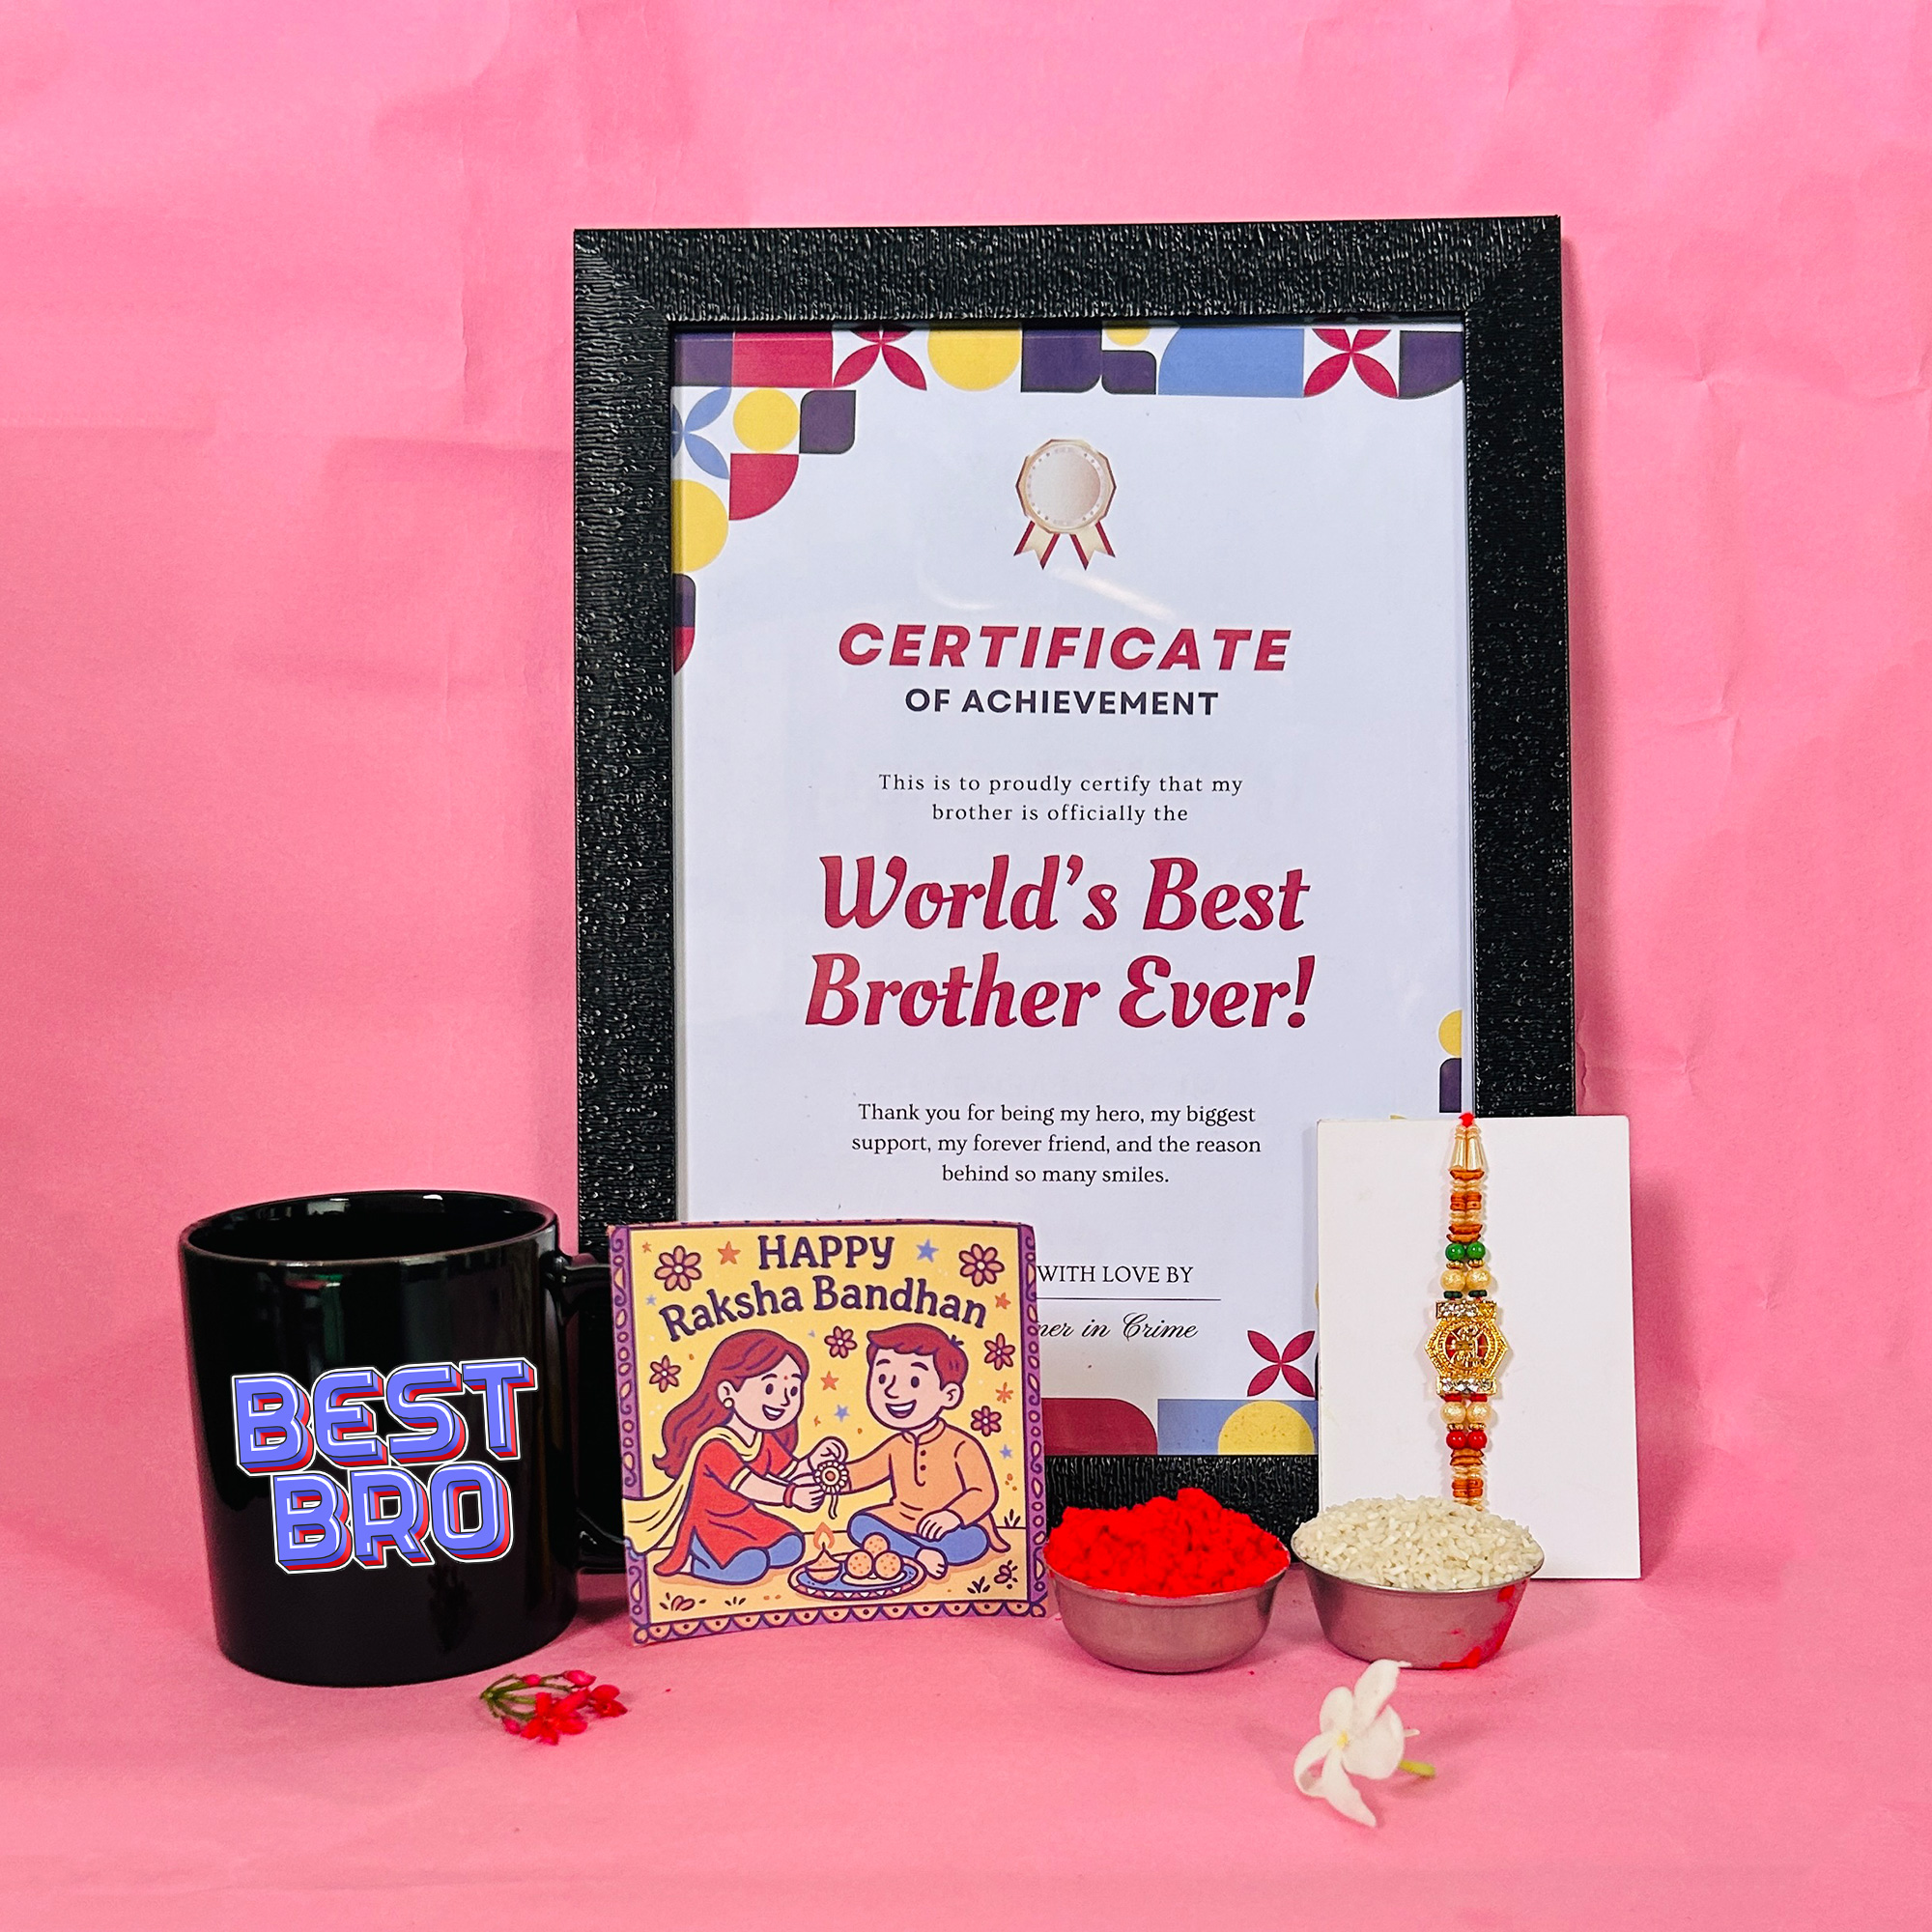 CERTIFICATE
OF ACHIEVEMENT
This is to proudly certify that my
brother is officially the
World's Best
Brother Ever!
Thank you for being my hero, my biggest
support, my forever friend, and the reason
behind so many smiles.
WITH LOVE BY
in Crime
HAPPY
Raksha Bandhan
BEST
BRO